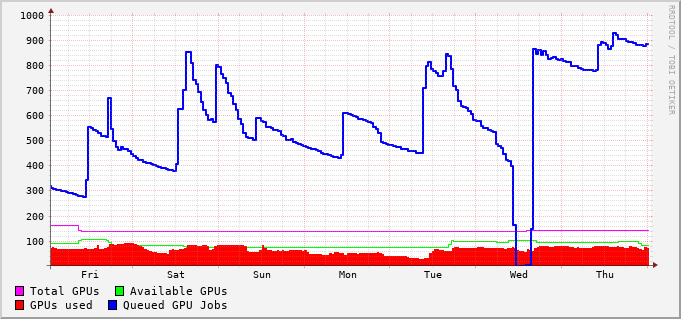 1000
900
800
700
600
500
400
300
200
100
Fri Sat Sun Mon Tue Wed Thu
Total GPUs Available GPUs
GPUs used Queued GPU Jobs
RRDTOOL / TOBI OETIKER